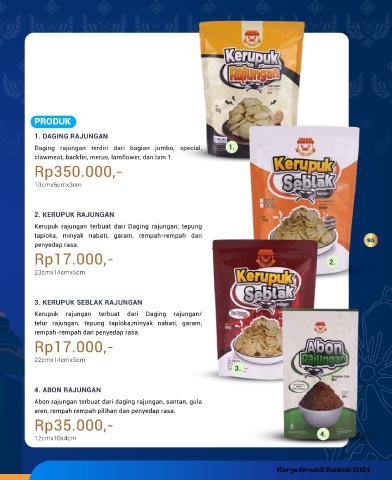 PRODUK
1. DAGING RAJUNGAN
Daging rajungan terdiri dari bagian jumbo, special,
clawmeat, backfin, merus, lamflower, dan lam 1.
Rp350.000,-
10cmx5cmx3cm
2. KERUPUK RAJUNGAN
Kerupuk rajungan terbuat dari Daging rajungan, tepung
tapioka, minyak nabati, garam, rempah-rempah dan
penyedap rasa.
Rp17.000,-
23cmx14cmx5cm
3. KERUPUK SEBLAK RAJUNGAN
Kerupuk rajungan terbuat dari Daging rajungan/
telur rajungan, tepung tapioka,minyak nabati, garam,
rempah-rempah dan penyedap rasa.
Rp17.000,-
22cmx14cmx5cm
4. ABON RAJUNGAN
Abon rajungan terbuat dari daging rajungan, santan, gula
aren, rempah rempah pilihan dan penyedap rasa.
Rp35.000,-
12cmx10x4cm
Kerupuk
Rajungan
1.
Kerupuk
Seblak
2.
Kerupuk
Seblak
3.
Abon
Rajungan
4.
95
Karya Kreatif Banten 2024